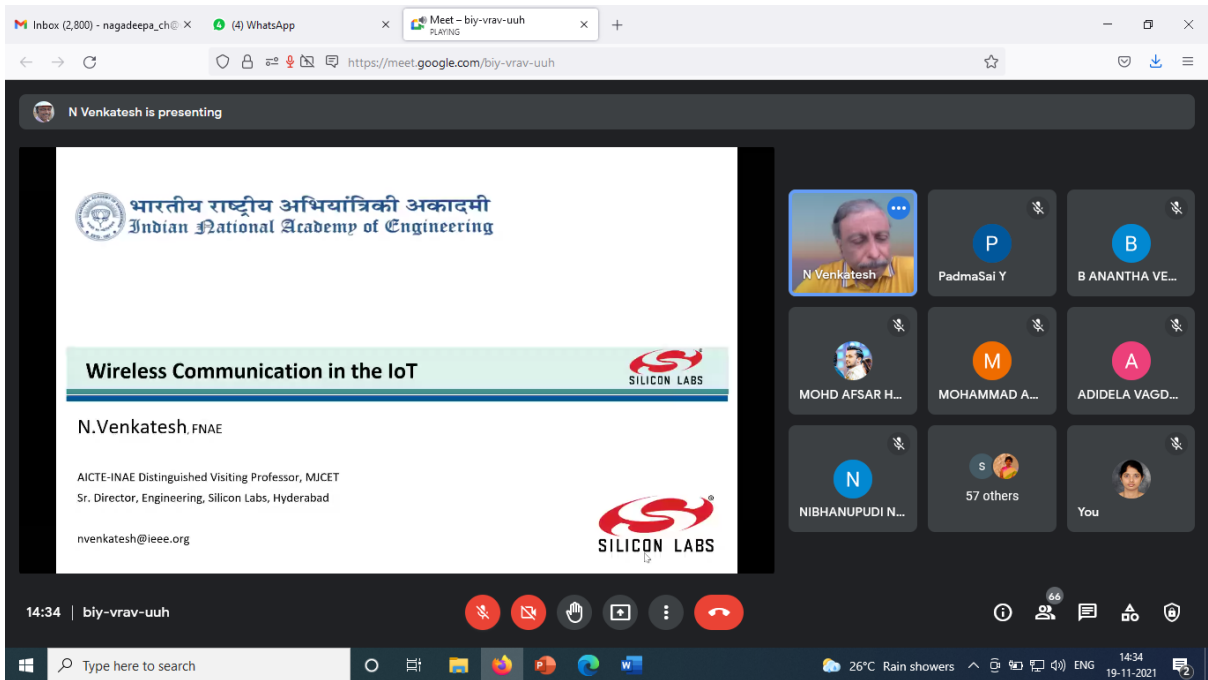 Inbox (2,800) - nagadeepa_ch@
(4) WhatsApp
Meet – biy-vrav-uuh
PLAYING
https://meet.google.com/biy-vrav-uuh
N Venkatesh is presenting
भारतीय राष्ट्रीय अभियांत्रिकी अकादमी
Indian National Academy of Engineering
Wireless Communication in the IoT
SILICON LABS
N.Venkatesh, FNAE
AICTE-INAE Distinguished Visiting Professor, MJCET
Sr. Director, Engineering, Silicon Labs, Hyderabad
nvenkatesh@ieee.org
SILICON LABS
N Venkatesh
P
PadmaSai Y
B
B ANANTHA VE...
MOHD AFSAR H...
M
MOHAMMAD A...
A
ADIDELA VAGD...
N
NIBHANUPUDI N...
S
57 others
You
14:34 | biy-vrav-uuh
66
Type here to search
26°C Rain showers
ENG
14:34
19-11-2021
2